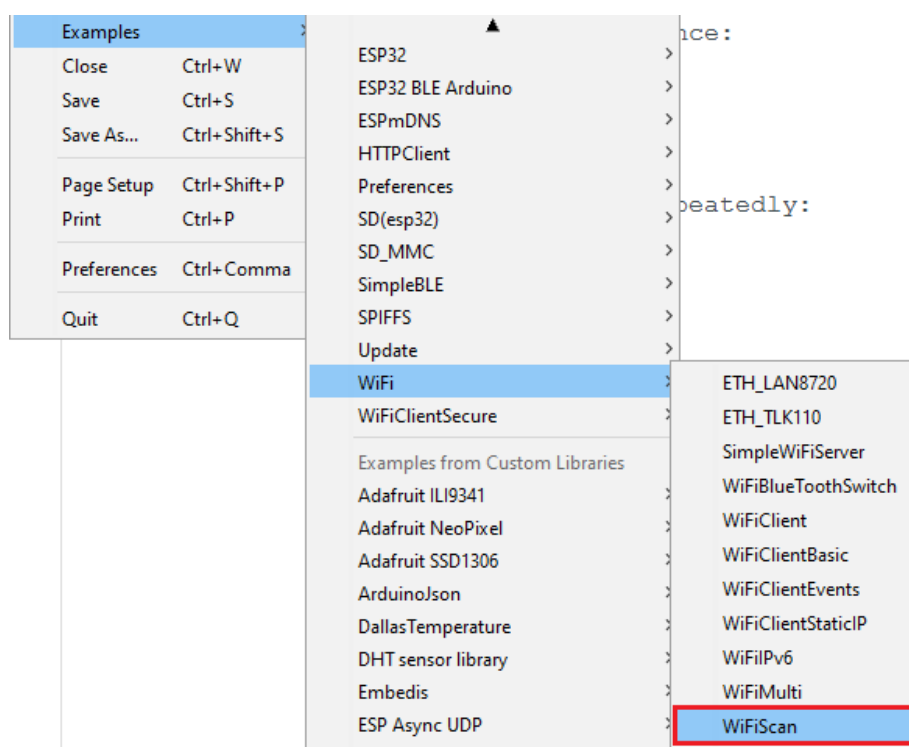 Examples
Close Ctrl+W
Save Ctrl+S
Save As... Ctrl+Shift+S
Page Setup Ctrl+Shift+P
Print Ctrl+P
Preferences Ctrl+Comma
Quit Ctrl+Q
ESP32
ESP32 BLE Arduino
ESPmDNS
HTTPClient
Preferences
SD(esp32)
SD_MMC
SimpleBLE
SPIFFS
Update
WiFi
WiFiClientSecure
Examples from Custom Libraries
Adafruit ILI9341
Adafruit NeoPixel
Adafruit SSD1306
ArduinoJson
DallasTemperature
DHT sensor library
Embedis
ESP Async UDP
nce:
peatedly:
ETH_LAN8720
ETH_TLK110
SimpleWiFiServer
WiFiBlueToothSwitch
WiFiClient
WiFiClientBasic
WiFiClientEvents
WiFiClientStaticIP
WiFiIPv6
WiFiMulti
WiFiScan